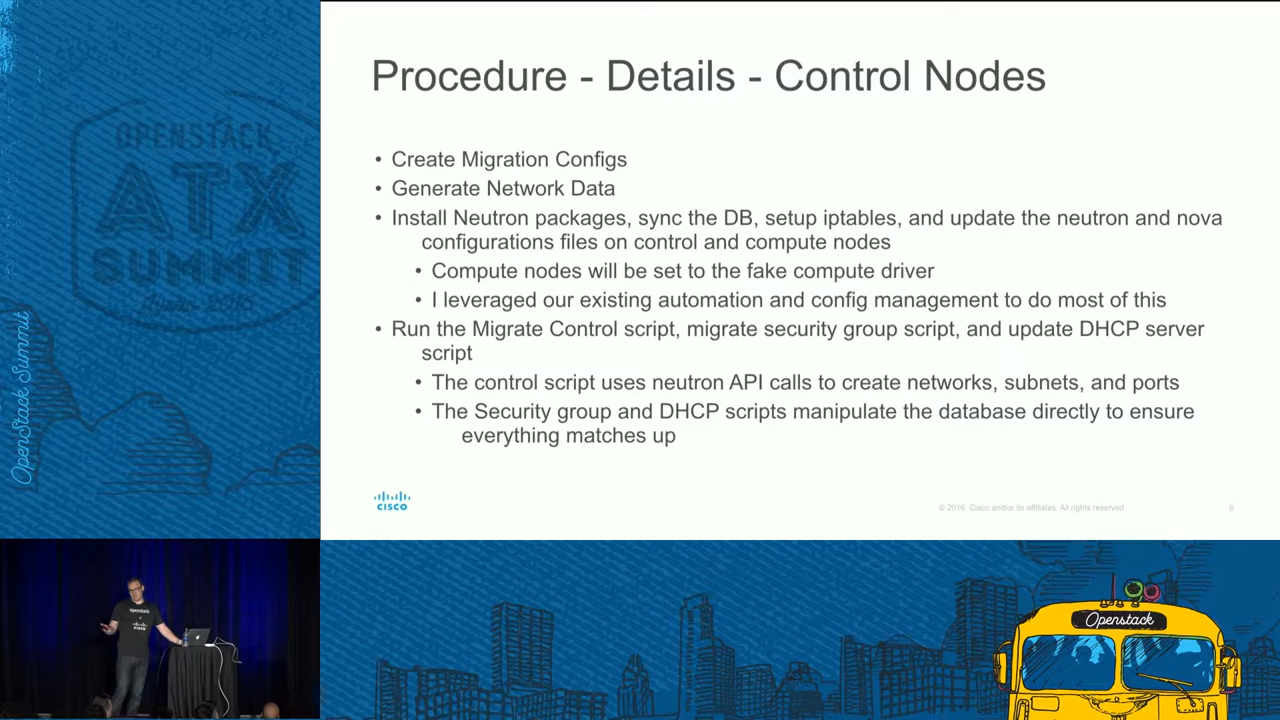 Procedure - Details - Control Nodes
• Create Migration Configs
• Generate Network Data
• Install Neutron packages, sync the DB, setup iptables, and update the neutron and nova
configurations files on control and compute nodes
• Compute nodes will be set to the fake compute driver
• I leveraged our existing automation and config management to do most of this
• Run the Migrate Control script, migrate security group script, and update DHCP server
script
• The control script uses neutron API calls to create networks, subnets, and ports
• The Security group and DHCP scripts manipulate the database directly to ensure
everything matches up
CISCO
© 2016 Cisco and/or its affiliates. All rights reserved.
6
OPENSTACK
ATX
SUMMIT
Austin 2016
OpenStack Summit
openstack
CISCO
Openstack